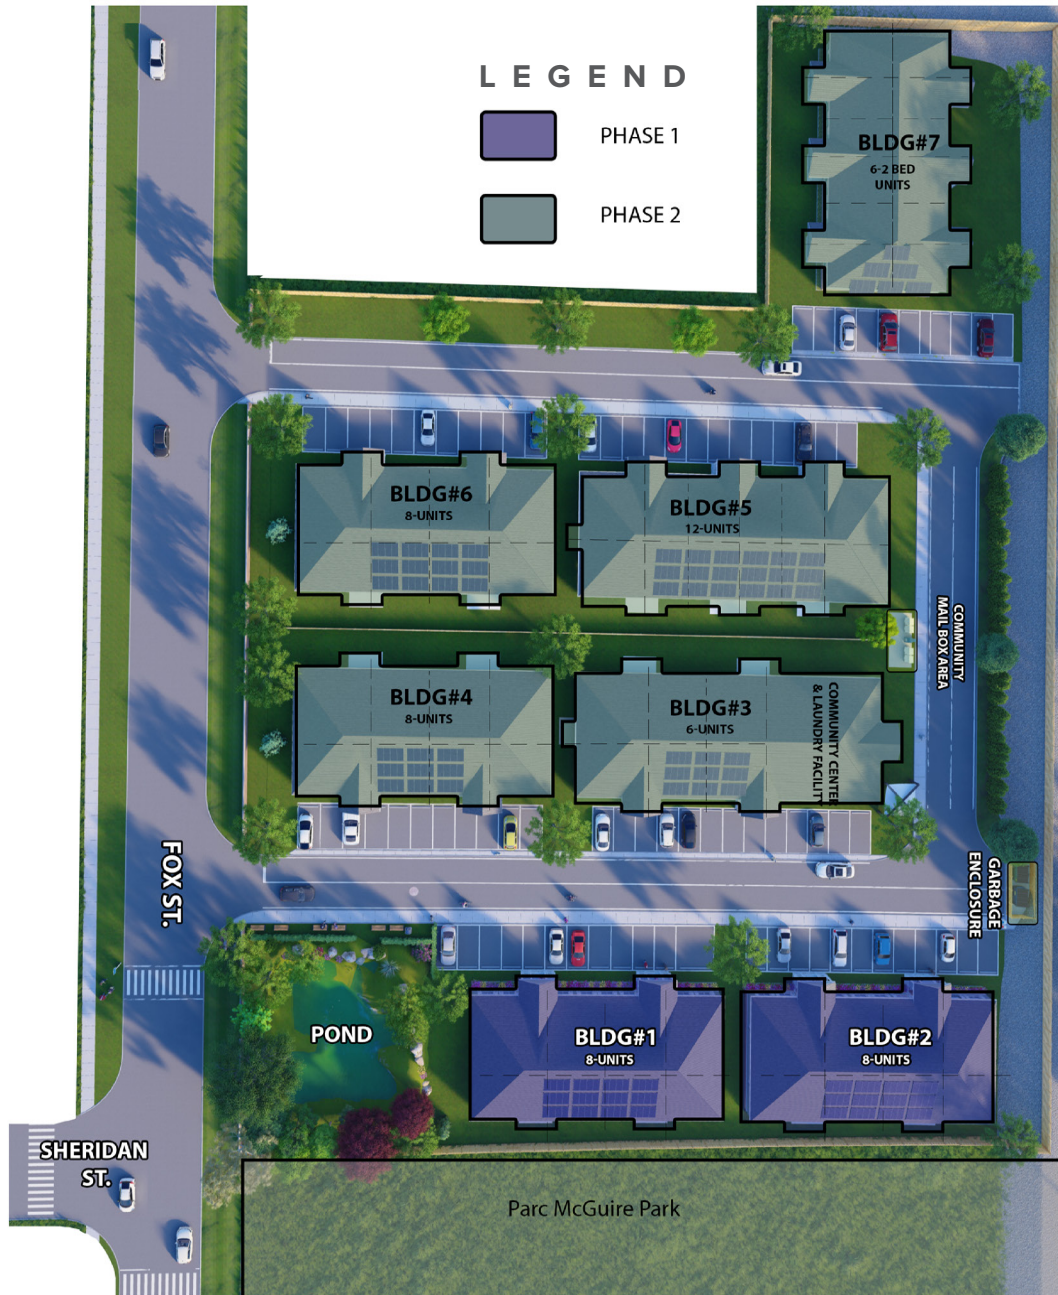 LEGEND
PHASE 1
PHASE 2
BLDG#7
6-2 BED
UNITS
BLDG#6
8-UNITS
BLDG#5
12-UNITS
COMMUNITY
MAIL BOX AREA
BLDG#4
8-UNITS
BLDG#3
6-UNITS
COMMUNITY CENTER
& LAUNDRY FACILITY
FOX ST.
GARBAGE
ENCLOSURE
POND
BLDG#1
8-UNITS
BLDG#2
8-UNITS
SHERIDAN
ST.
Parc McGuire Park